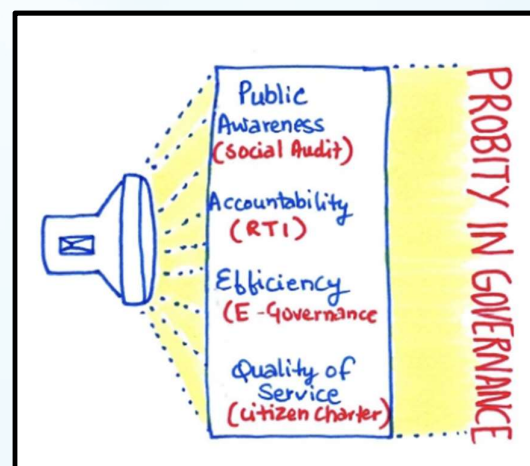 Public
Awareness
(Social Audit)
Accountability
(RTI)
Efficiency
(E-Governance
Quality of
Service
(citizen charter)
PROBITY IN GOVERNANCE